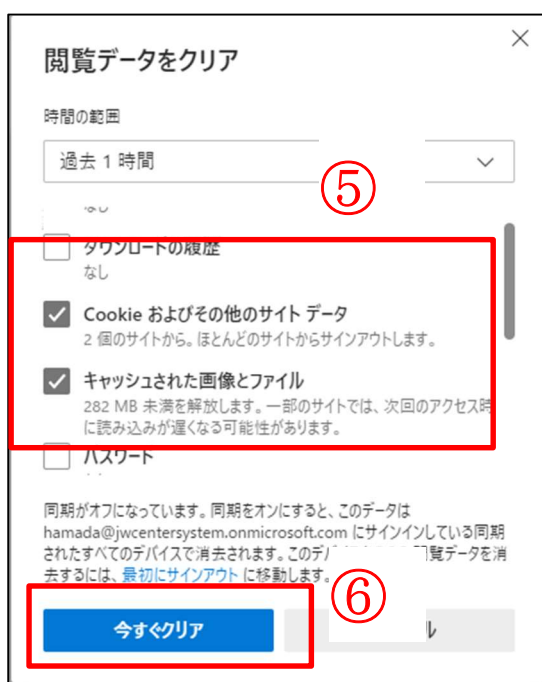 閲覧データをクリア
時間の範囲
過去 1 時間
⑤
なし
ダウンロードの履歴
なし
Cookie およびその他のサイト データ
2 個のサイトから。ほとんどのサイトからサインアウトします。
キャッシュされた画像とファイル
282 MB 未満を解放します。一部のサイトでは、次回のアクセス時
に読み込みが遅くなる可能性があります。
パスワード
同期がオフになっています。同期をオンにすると、このデータは
hamada@jwcentersystem.onmicrosoft.com にサインインしている同期
されたすべてのデバイスで消去されます。このデ 覧データを消
去するには、最初にサインアウト に移動します。
⑥
今すぐクリア
ル